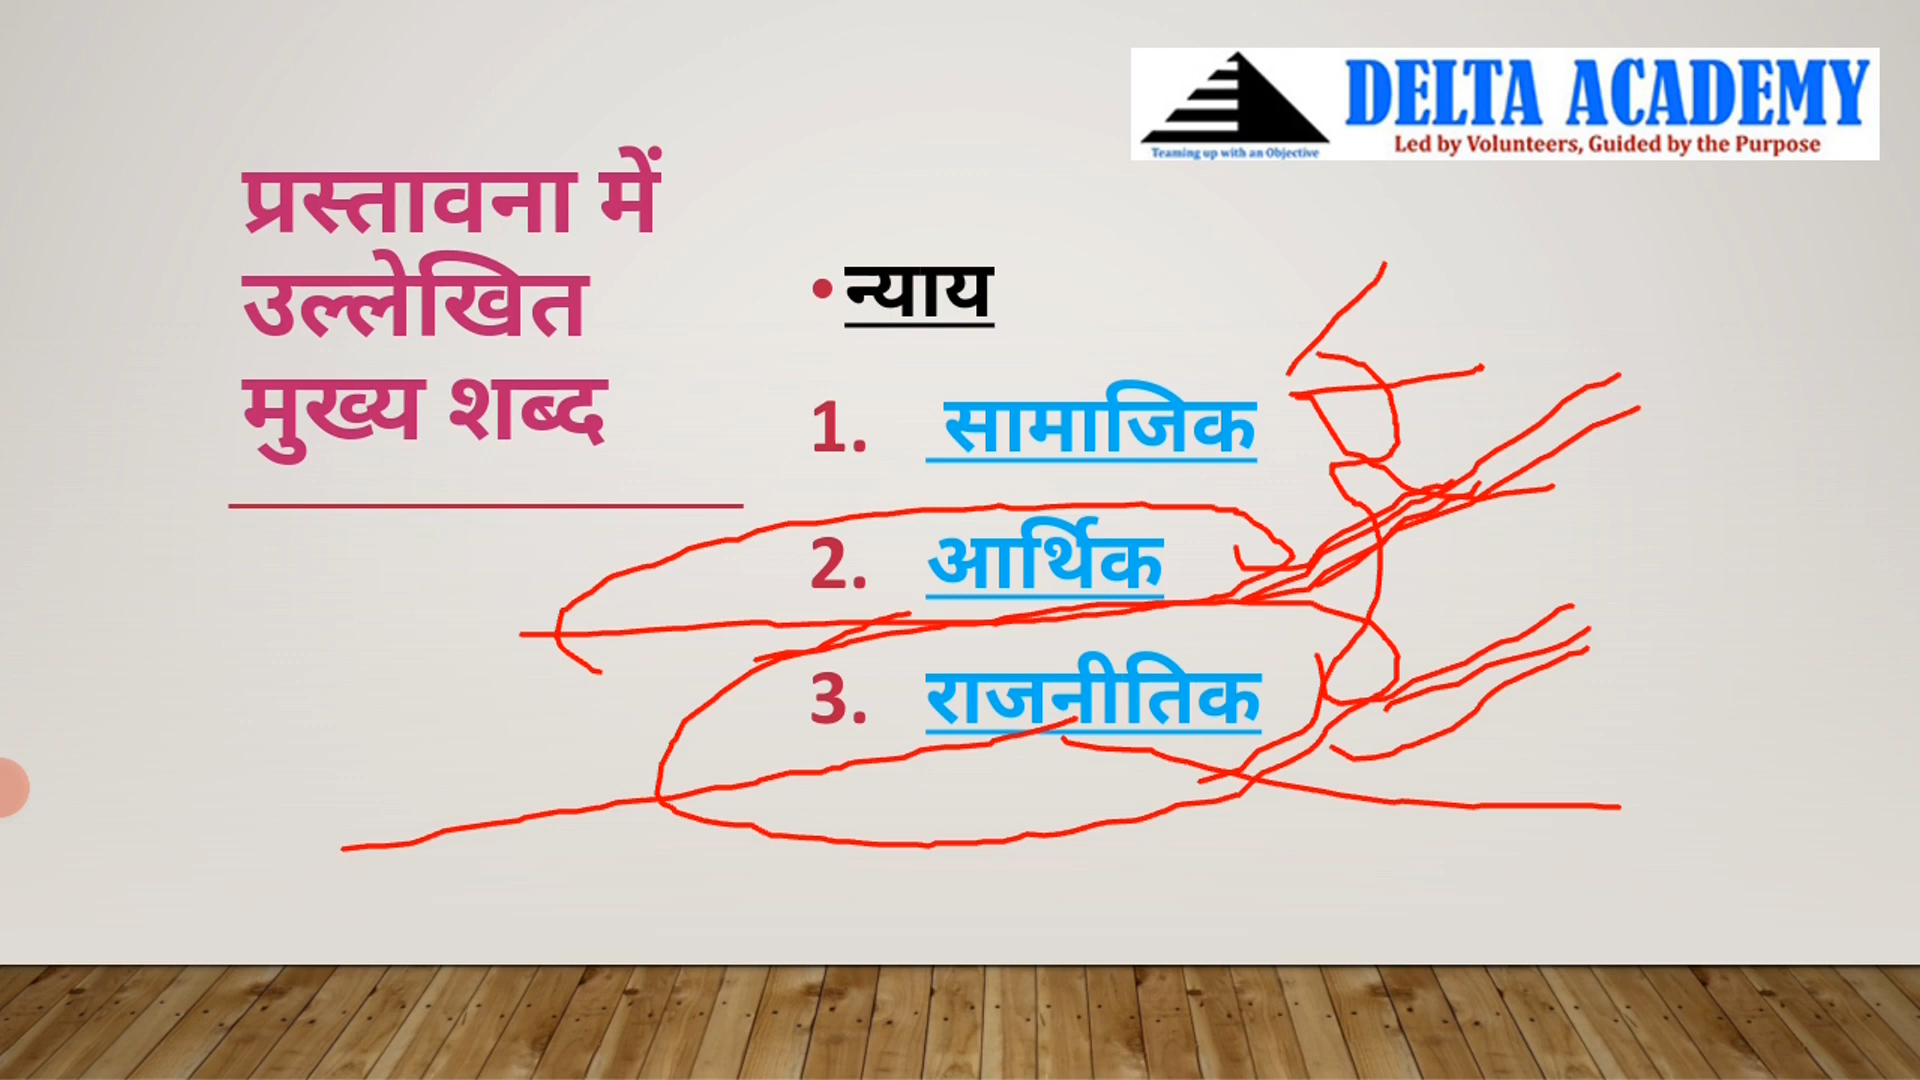 DELTA ACADEMY
Led by Volunteers, Guided by the Purpose
Teaming up with an Objective
प्रस्तावना में
उल्लेखित
मुख्य शब्द
• न्याय
1. सामाजिक
2. आर्थिक
3. राजनीतिक